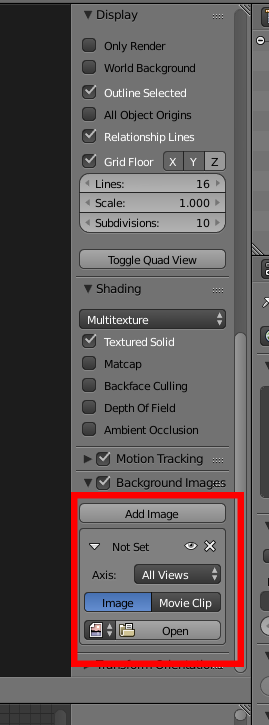 Display
Only Render
World Background
Outline Selected
All Object Origins
Relationship Lines
Grid Floor X Y Z
Lines: 16
Scale: 1.000
Subdivisions: 10
Toggle Quad View
Shading
Multitexture
Textured Solid
Matcap
Backface Culling
Depth Of Field
Ambient Occlusion
Motion Tracking
Background Images
Add Image
Not Set
Axis: All Views
Image Movie Clip
Open